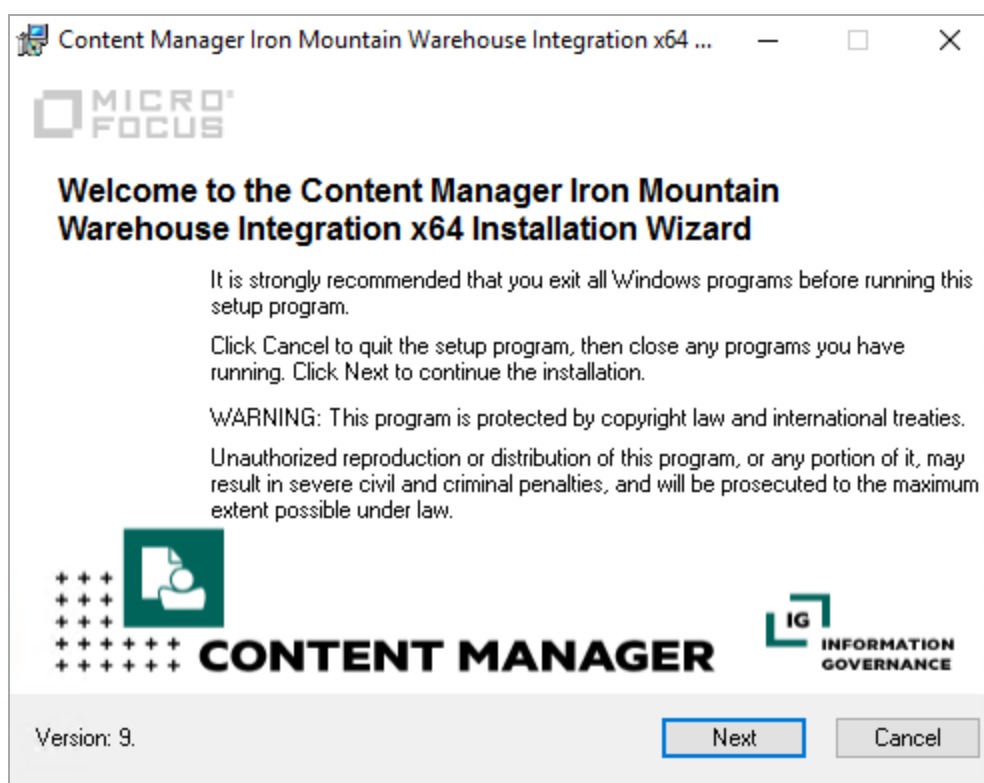 Content Manager Iron Mountain Warehouse Integration x64 ...
MICRO
FOCUS
Welcome to the Content Manager Iron Mountain
Warehouse Integration x64 Installation Wizard
It is strongly recommended that you exit all Windows programs before running this
setup program.
Click Cancel to quit the setup program, then close any programs you have
running. Click Next to continue the installation.
WARNING: This program is protected by copyright law and international treaties.
Unauthorized reproduction or distribution of this program, or any portion of it, may
result in severe civil and criminal penalties, and will be prosecuted to the maximum
extent possible under law.
CONTENT MANAGER
IG
INFORMATION
GOVERNANCE
Version: 9.
Next
Cancel